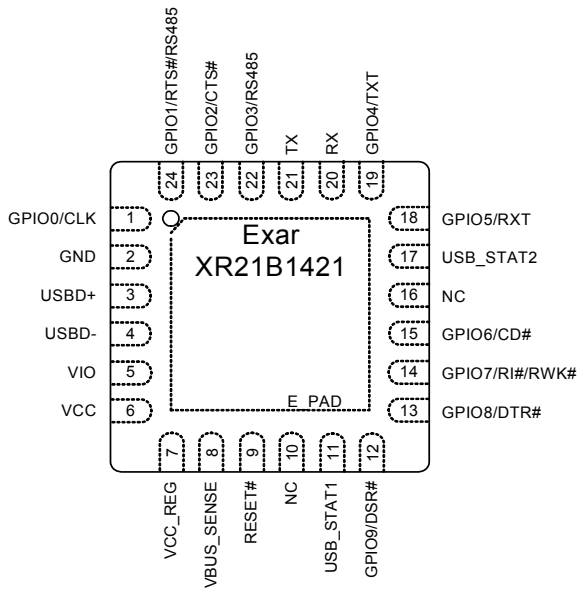 GPIO1/RTS#/RS485
GPIO2/CTS#
GPIO3/RS485
TX
RX
GPIO4/TXT
24
23
22
21
20
19
GPIO0/CLK 1
GND 2
USBD+ 3
USBD- 4
VIO 5
VCC 6
Exar
XR21B1421
E_PAD
18 GPIO5/RXT
17 USB_STAT2
16 NC
15 GPIO6/CD#
14 GPIO7/RI#/RWK#
13 GPIO8/DTR#
7
8
9
10
11
12
VCC_REG
VBUS_SENSE
RESET#
NC
USB_STAT1
GPIO9/DSR#